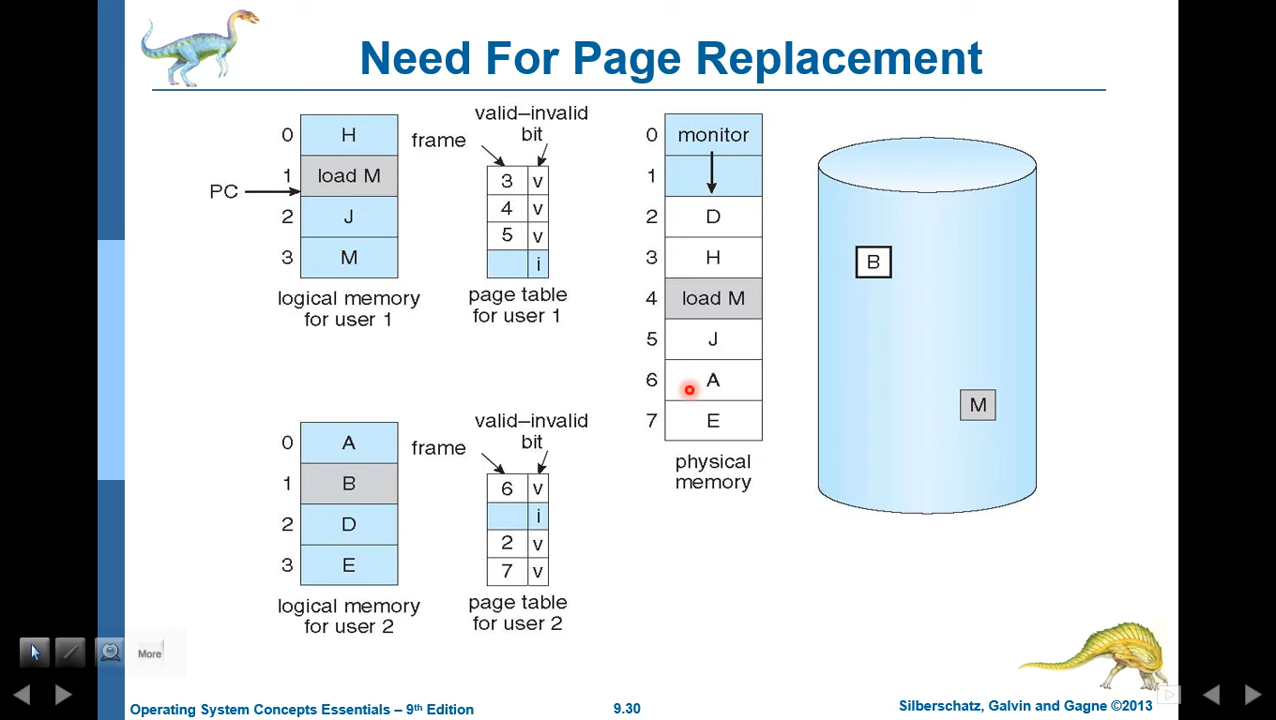 Need For Page Replacement
valid–invalid
bit
frame
0 H
1 load M
PC
2 J
3 M
3 v
4 v
5 v
i
logical memory
for user 1
page table
for user 1
0 monitor
1
2 D
3 H
4 load M
5 J
6 A
7 E
physical
memory
B
M
valid–invalid
bit
frame
0 A
1 B
2 D
3 E
6 v
i
2 v
7 v
logical memory
for user 2
page table
for user 2
More
Operating System Concepts Essentials – 9th Edition
9.30
Silberschatz, Galvin and Gagne ©2013